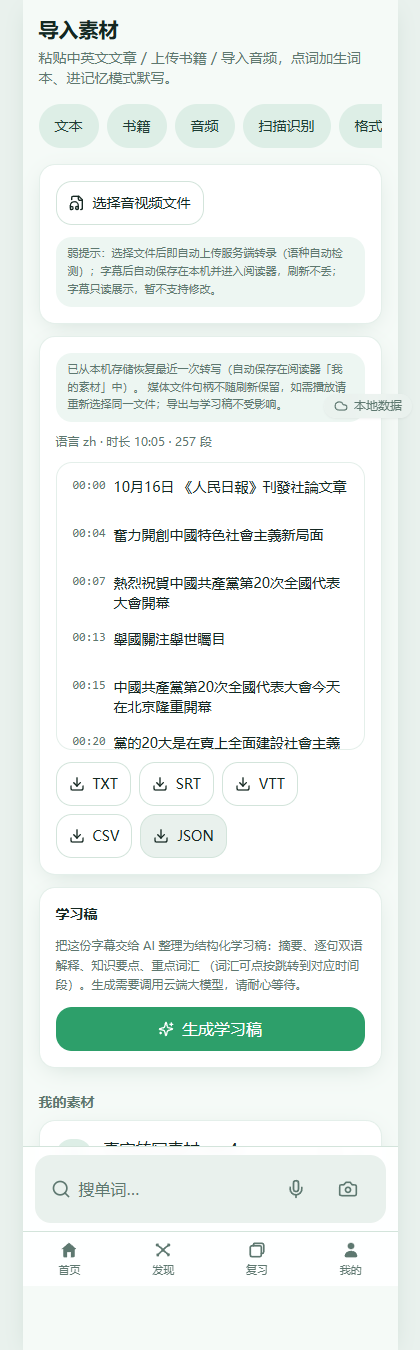 导入素材
粘贴中英文文章 / 上传书籍 / 导入音频，点词加生词
本、进记忆模式默写。
文本 书籍 音频 扫描识别 格式
选择音视频文件
弱提示：选择文件后即自动上传服务端转录（语种自动检
测）；字幕后自动保存在本机并进入阅读器，刷新不丢；
字幕只读展示，暂不支持修改。
已从本机存储恢复最近一次转写（自动保存在阅读器「我
的素材」中）。 媒体文件句柄不随刷新保留，如需播放请
重新选择同一文件；导出与学习稿不受影响。
本地数据
语言 zh · 时长 10:05 · 257 段
00:00 10月16日 《人民日報》刊發社論文章
00:04 奮力開創中國特色社會主義新局面
00:07 熱烈祝賀中國共產黨第20次全國代表
大會開幕
00:13 舉國關注舉世矚目
00:15 中國共產黨第20次全國代表大會今天
在北京隆重開幕
00:20 黨的20大是在賣上全面建設社會主義
TXT SRT VTT
CSV JSON
学习稿
把这份字幕交给 AI 整理为结构化学习稿：摘要、逐句双语
解释、知识要点、重点词汇 （词汇可点按跳转到对应时间
段）。生成需要调用云端大模型，请耐心等待。
生成学习稿
我的素材
搜单词...
首页 发现 复习 我的